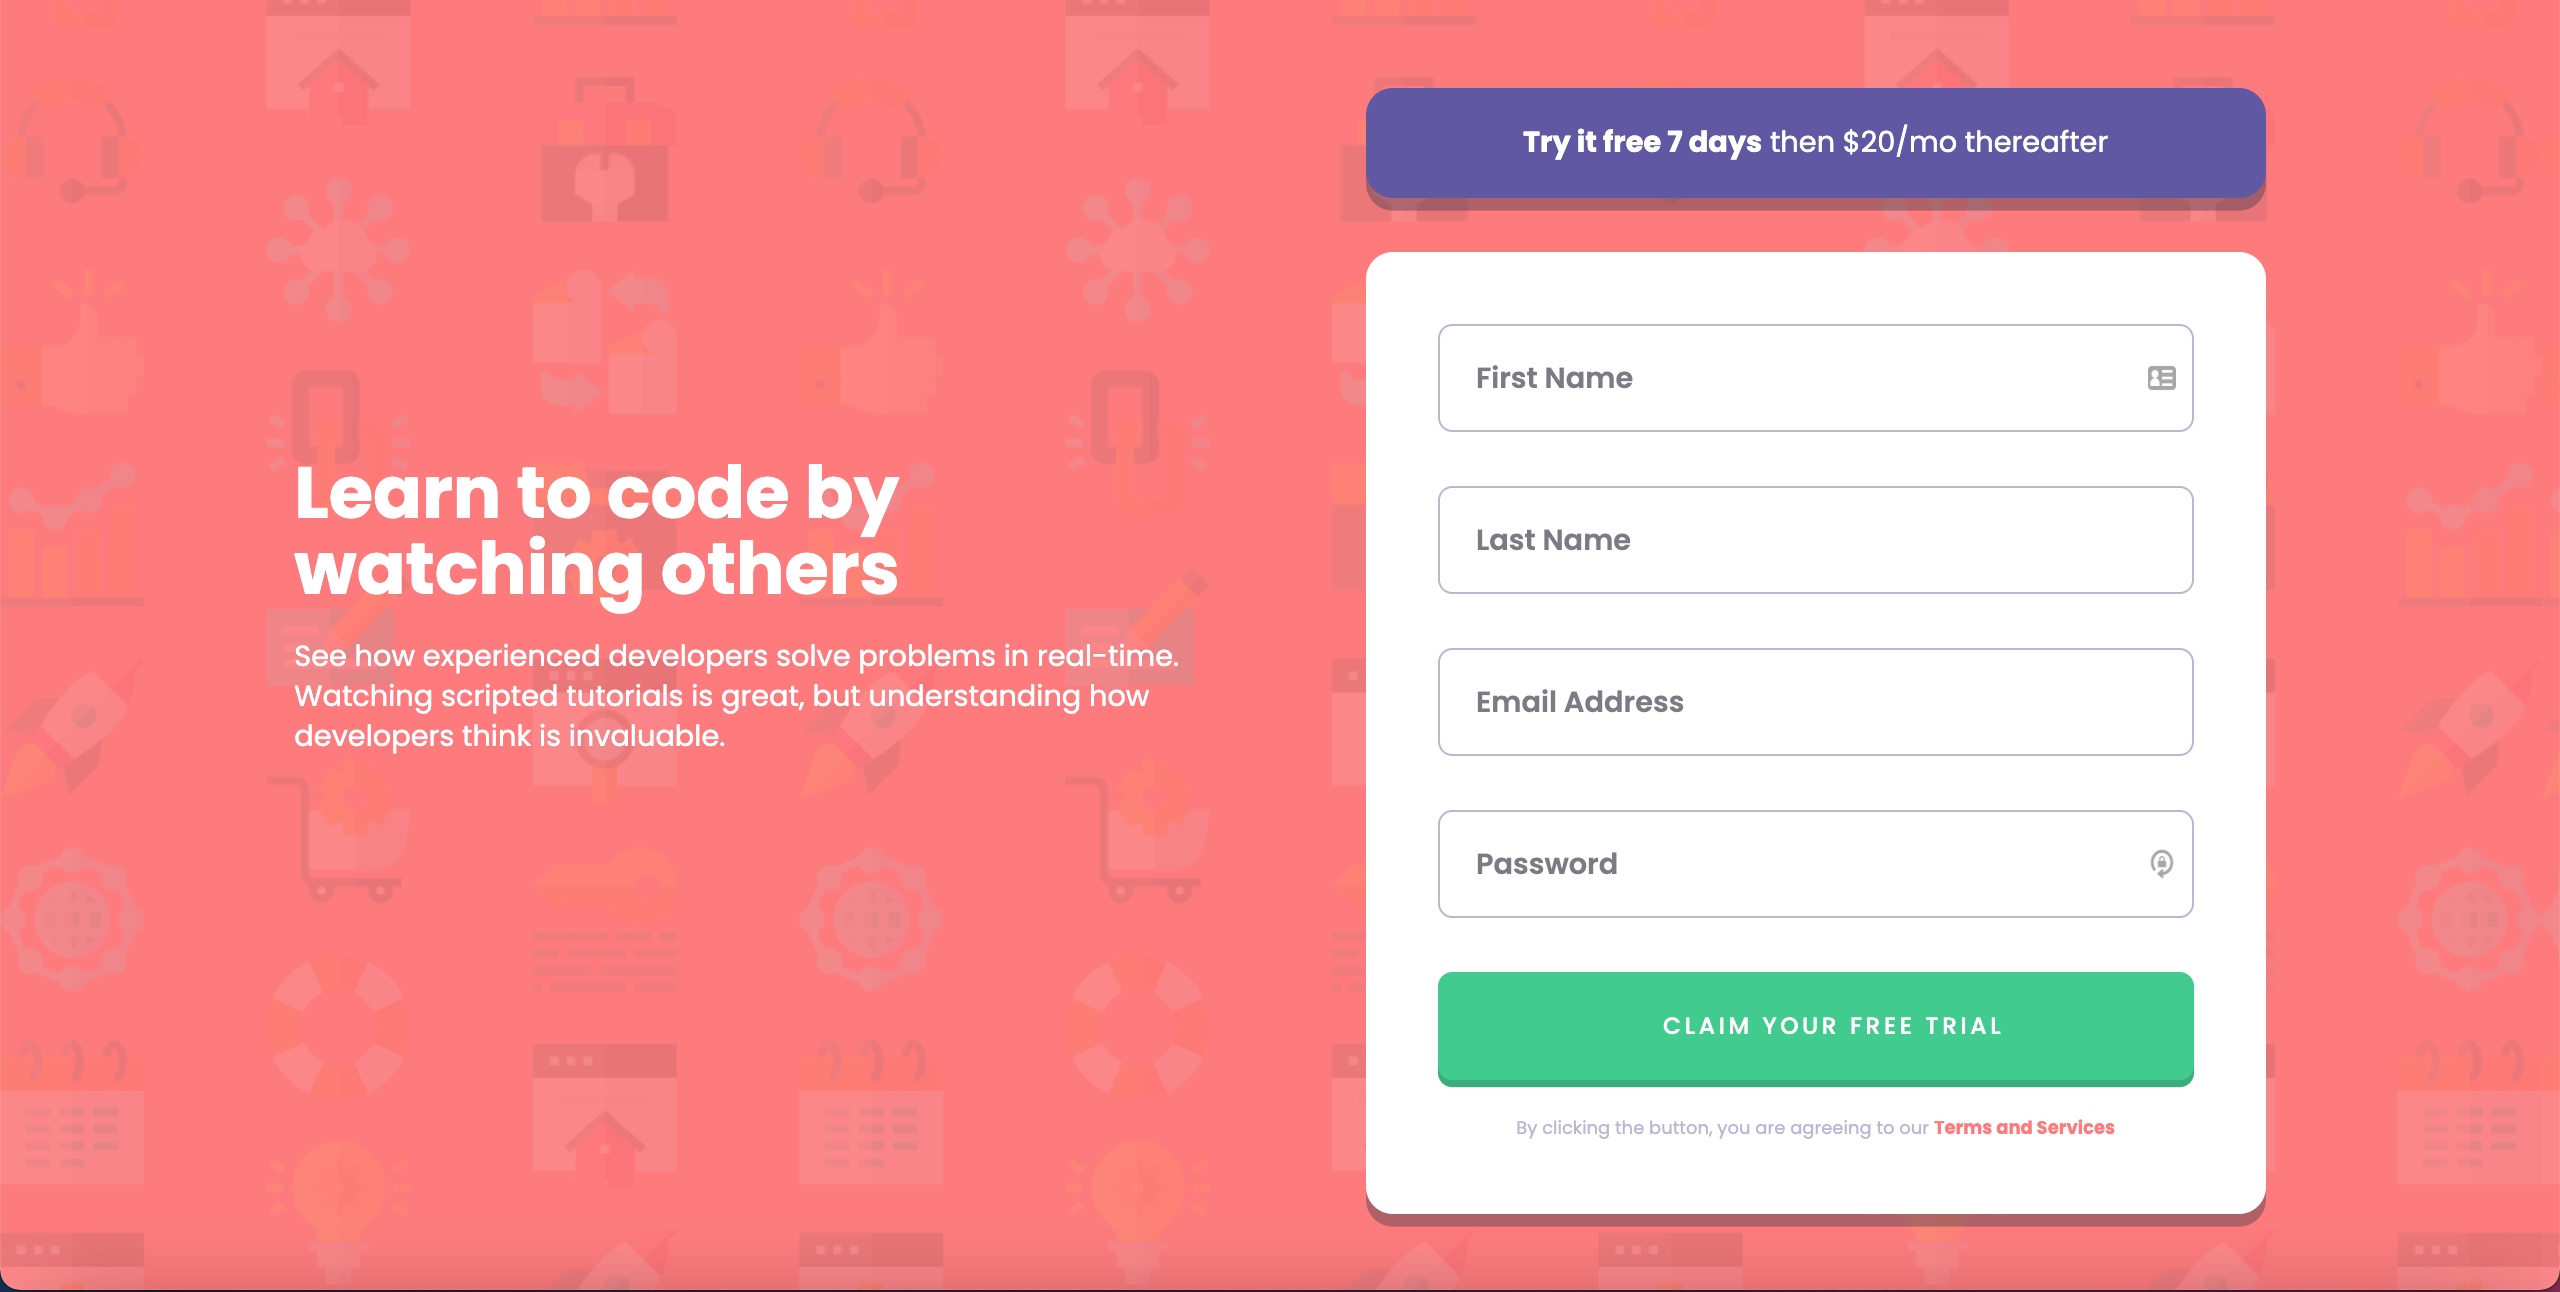 Learn to code by
watching others
See how experienced developers solve problems in real-time.
Watching scripted tutorials is great, but understanding how
developers think is invaluable.
Try it free 7 days then $20/mo thereafter
First Name
Last Name
Email Address
Password
CLAIM YOUR FREE TRIAL
By clicking the button, you are agreeing to our Terms and Services